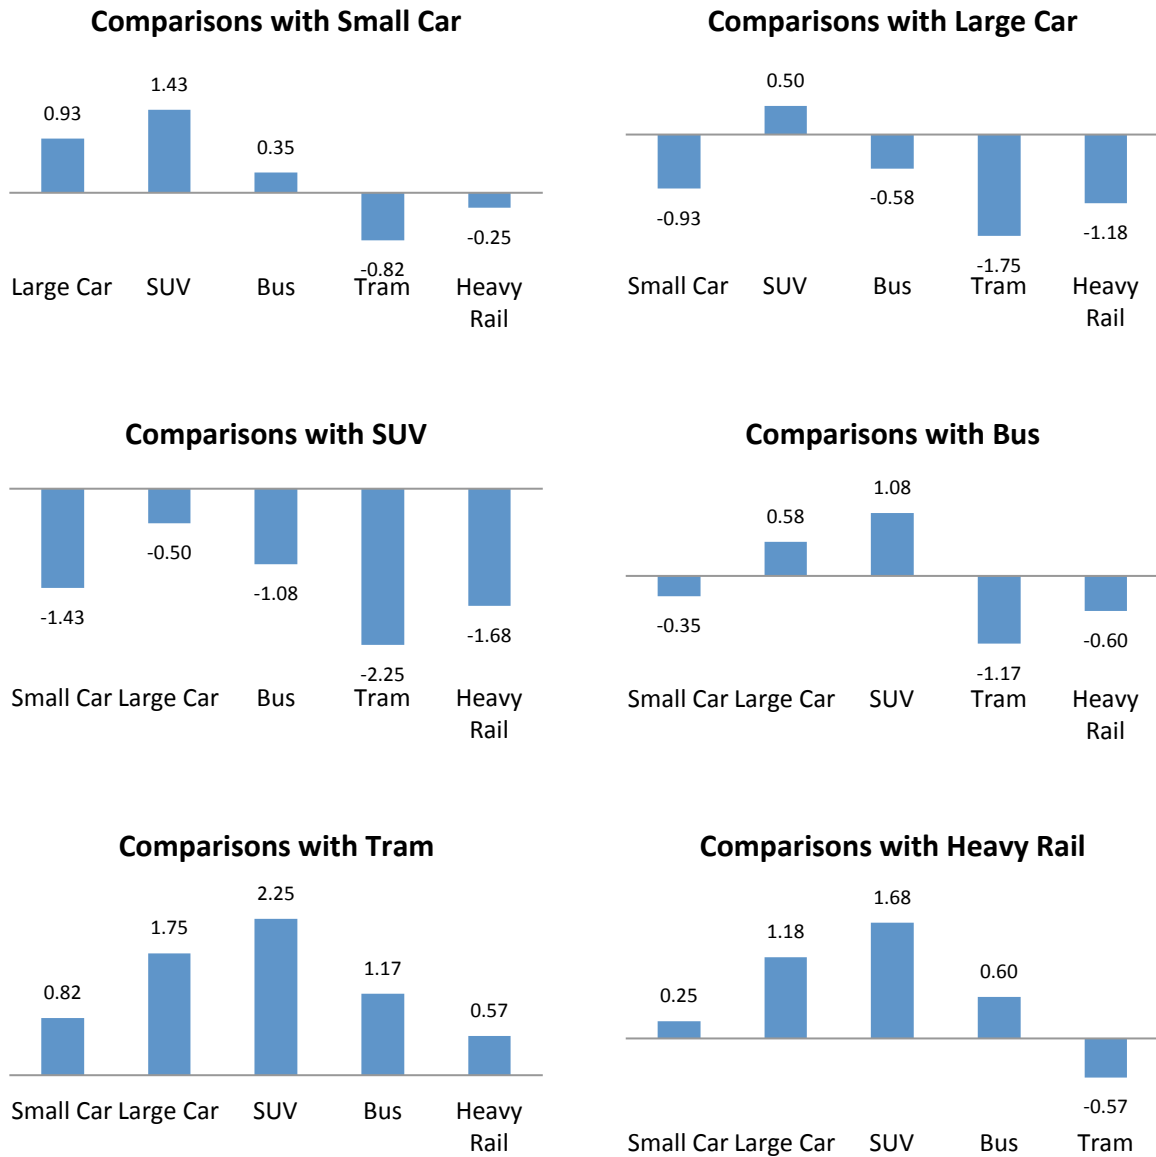 Comparisons with Small Car
0.93
1.43
0.35
-0.82
-0.25
Large Car
SUV
Bus
Tram
Heavy
Rail
Comparisons with Large Car
-0.93
0.50
-0.58
-1.75
-1.18
Small Car
SUV
Bus
Tram
Heavy
Rail
Comparisons with SUV
-1.43
-0.50
-1.08
-2.25
-1.68
Small Car
Large Car
Bus
Tram
Heavy
Rail
Comparisons with Bus
-0.35
0.58
1.08
-1.17
-0.60
Small Car
Large Car
SUV
Tram
Heavy
Rail
Comparisons with Tram
0.82
1.75
2.25
1.17
0.57
Small Car
Large Car
SUV
Bus
Heavy
Rail
Comparisons with Heavy Rail
0.25
1.18
1.68
0.60
-0.57
Small Car
Large Car
SUV
Bus
Tram